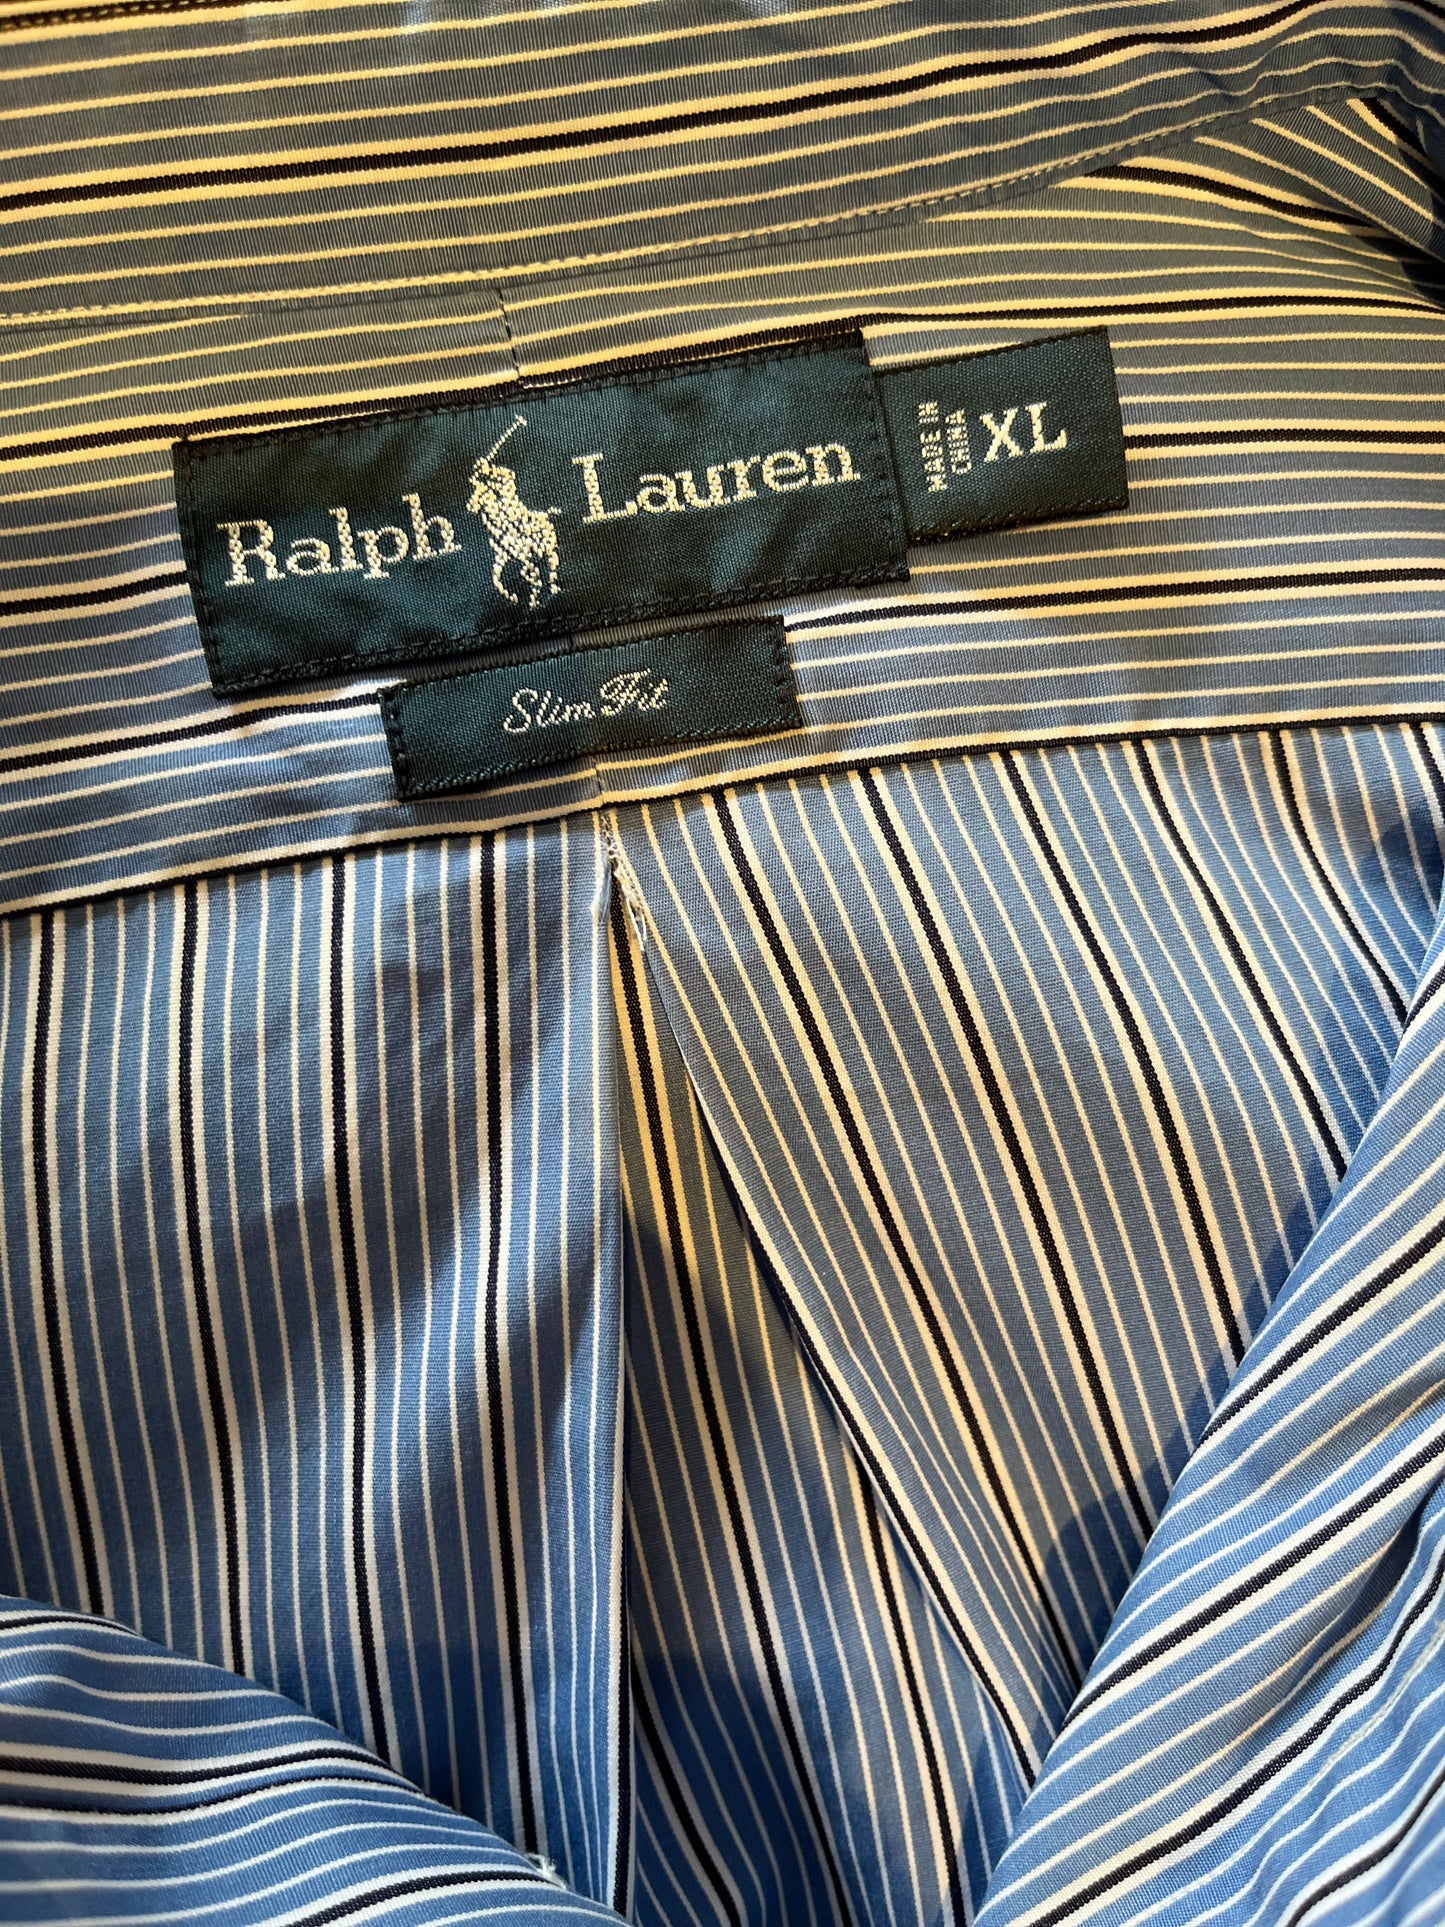 Ralph Lauren
MADE IN
CHINA
XL
Slim Fit